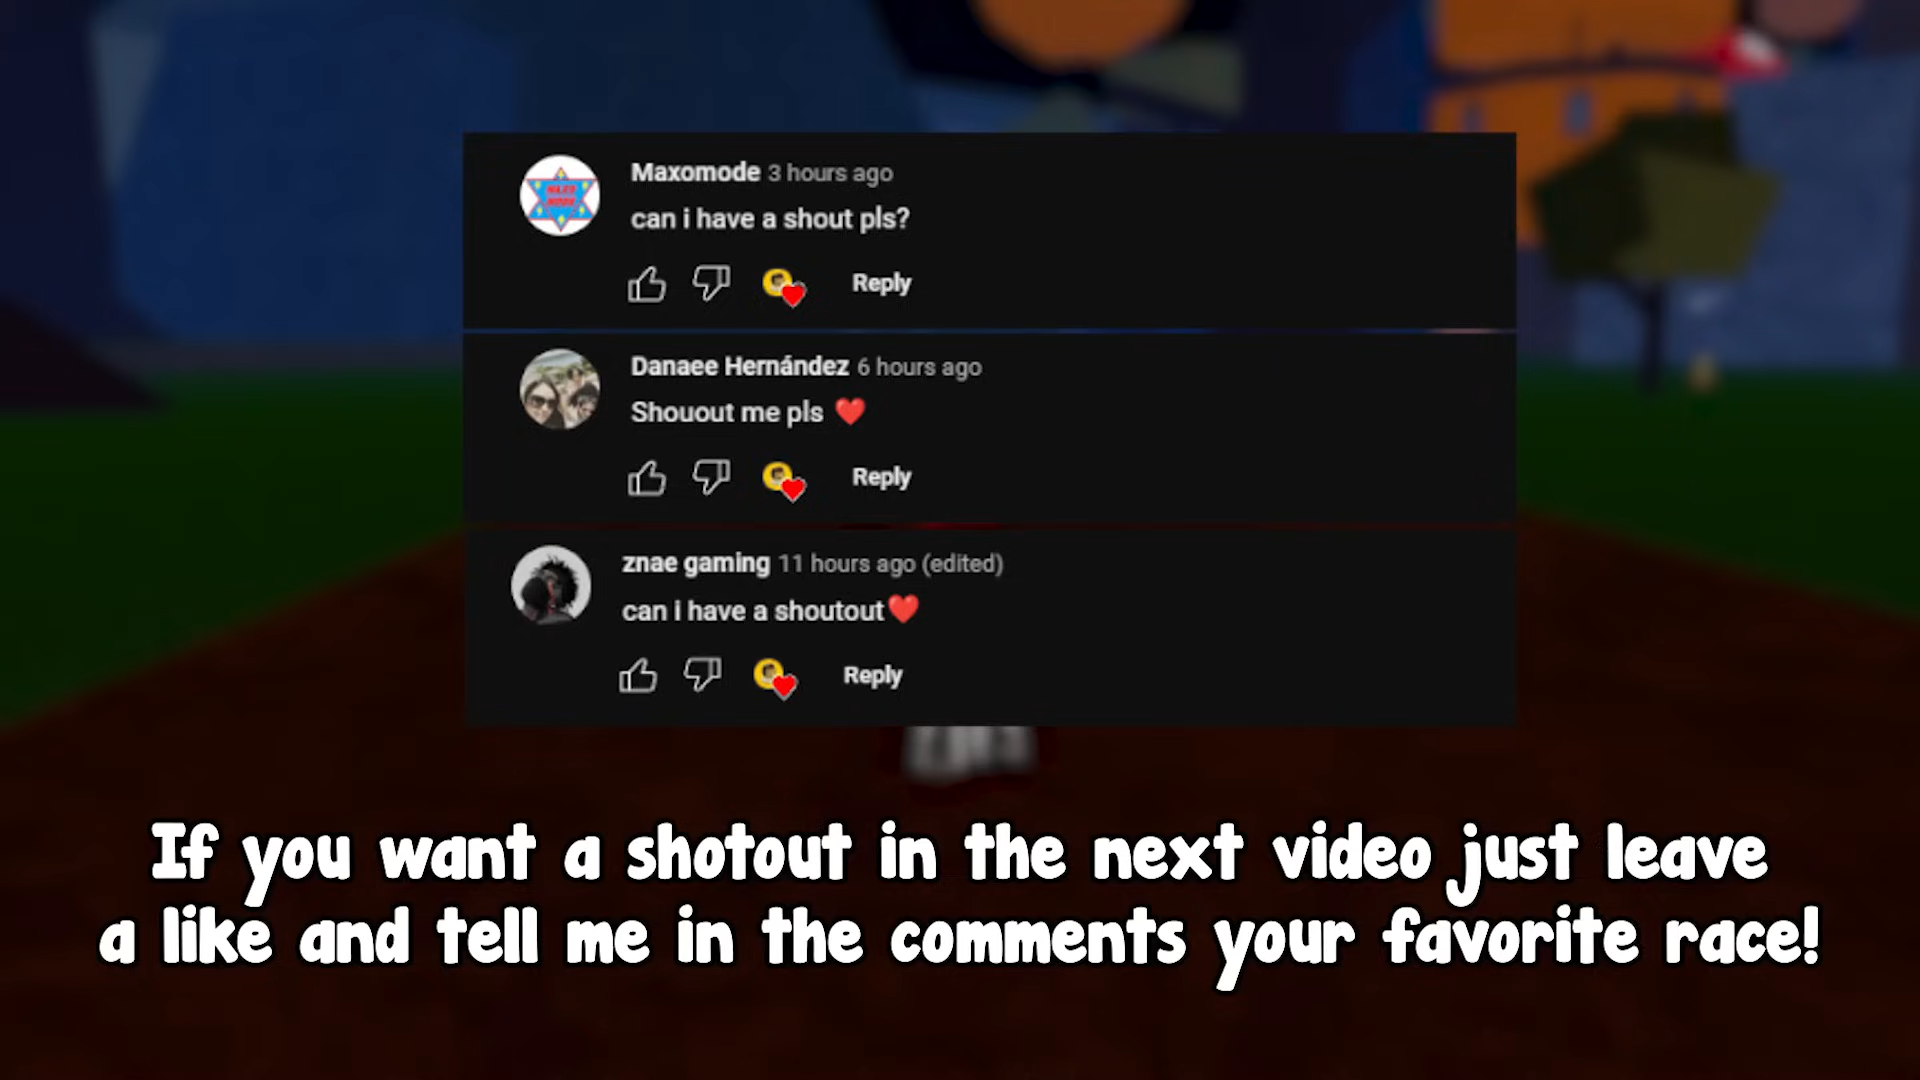 Maxomode 3 hours ago
can i have a shout pls?
Reply
Danaee Hernández 6 hours ago
Shouout me pls ❤️
Reply
znae gaming 11 hours ago (edited)
can i have a shoutout❤️
Reply
If you want a shotout in the next video just leave
a like and tell me in the comments your favorite race!